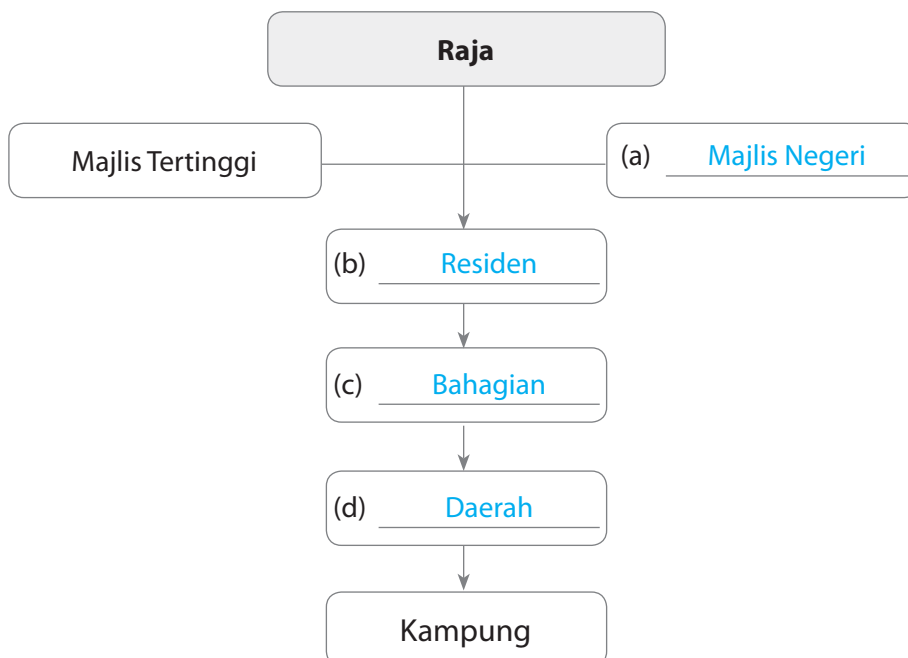 Raja
Majlis Tertinggi
(a) Majlis Negeri
(b) Residen
(c) Bahagian
(d) Daerah
Kampung